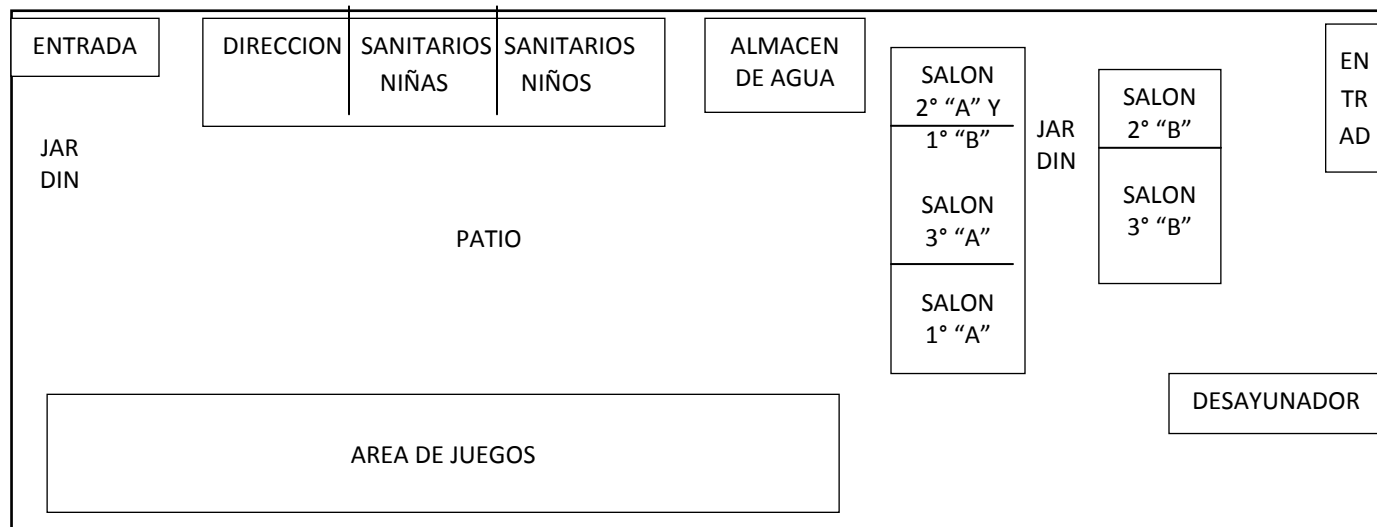 ENTRADA
DIRECCION
SANITARIOS
NIÑAS
SANITARIOS
NIÑOS
ALMACEN
DE AGUA
SALON
2° “A” Y
1° “B”
SALON
3° “A”
SALON
1° “A”
JAR
DIN
SALON
2° “B”
SALON
3° “B”
EN
TR
AD
JAR
DIN
PATIO
DESAYUNADOR
AREA DE JUEGOS